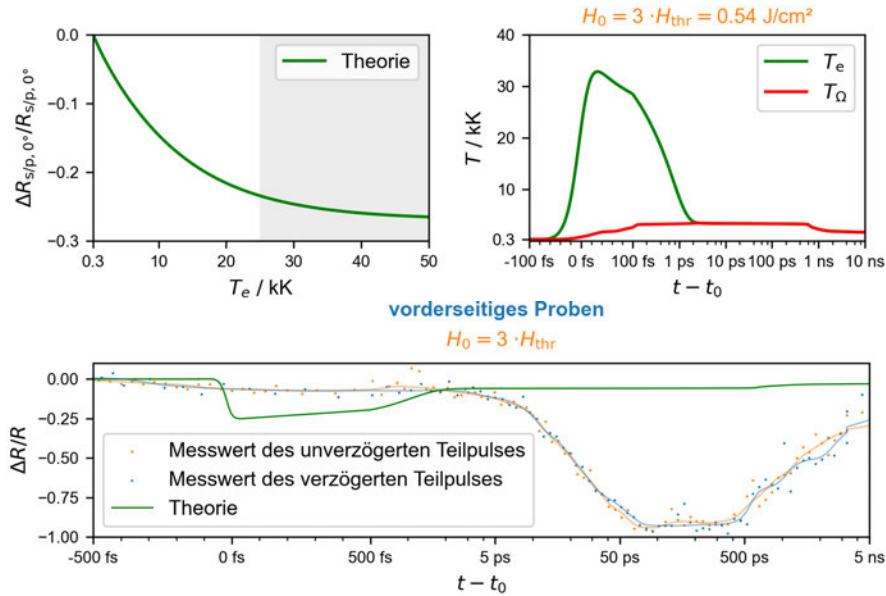 H₀ = 3 · H_thr = 0.54 J/cm²
0.0
−0.1
−0.2
−0.3
ΔR_s/p, 0°/R_s/p, 0°
Theorie
0.3 10 20 30 40 50
T_e / kK
40
30
20
10
0.3
T / kK
T_e
T_Ω
-100 fs 0 fs 100 fs 1 ps 10 ps 100 ps 1 ns 10 ns
t − t₀
vorderseitiges Proben
H₀ = 3 · H_thr
0.00
−0.25
−0.50
−0.75
−1.00
ΔR/R
Messwert des unverzögerten Teilpulses
Messwert des verzögerten Teilpulses
Theorie
-500 fs 0 fs 500 fs 5 ps 50 ps 500 ps 5 ns
t − t₀